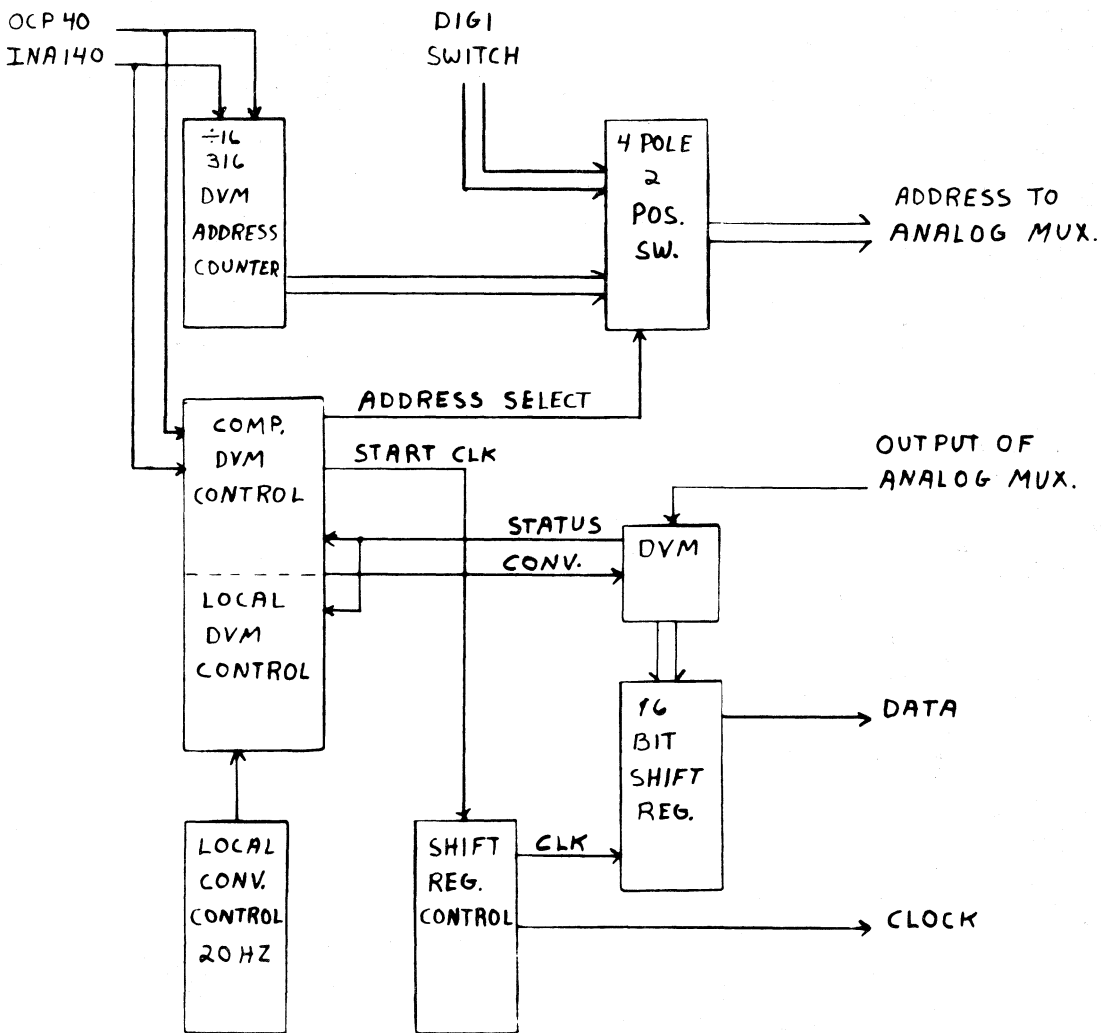 OCP 40
INA140
DIGI
SWITCH
÷16
316
DVM
ADDRESS
COUNTER
4 POLE
2
POS.
SW.
ADDRESS TO
ANALOG MUX.
COMP.
DVM
CONTROL
ADDRESS SELECT
START CLK
STATUS
CONV.
OUTPUT OF
ANALOG MUX.
DVM
LOCAL
DVM
CONTROL
16
BIT
SHIFT
REG.
DATA
LOCAL
CONV.
CONTROL
20HZ
SHIFT
REG.
CONTROL
CLK
CLOCK